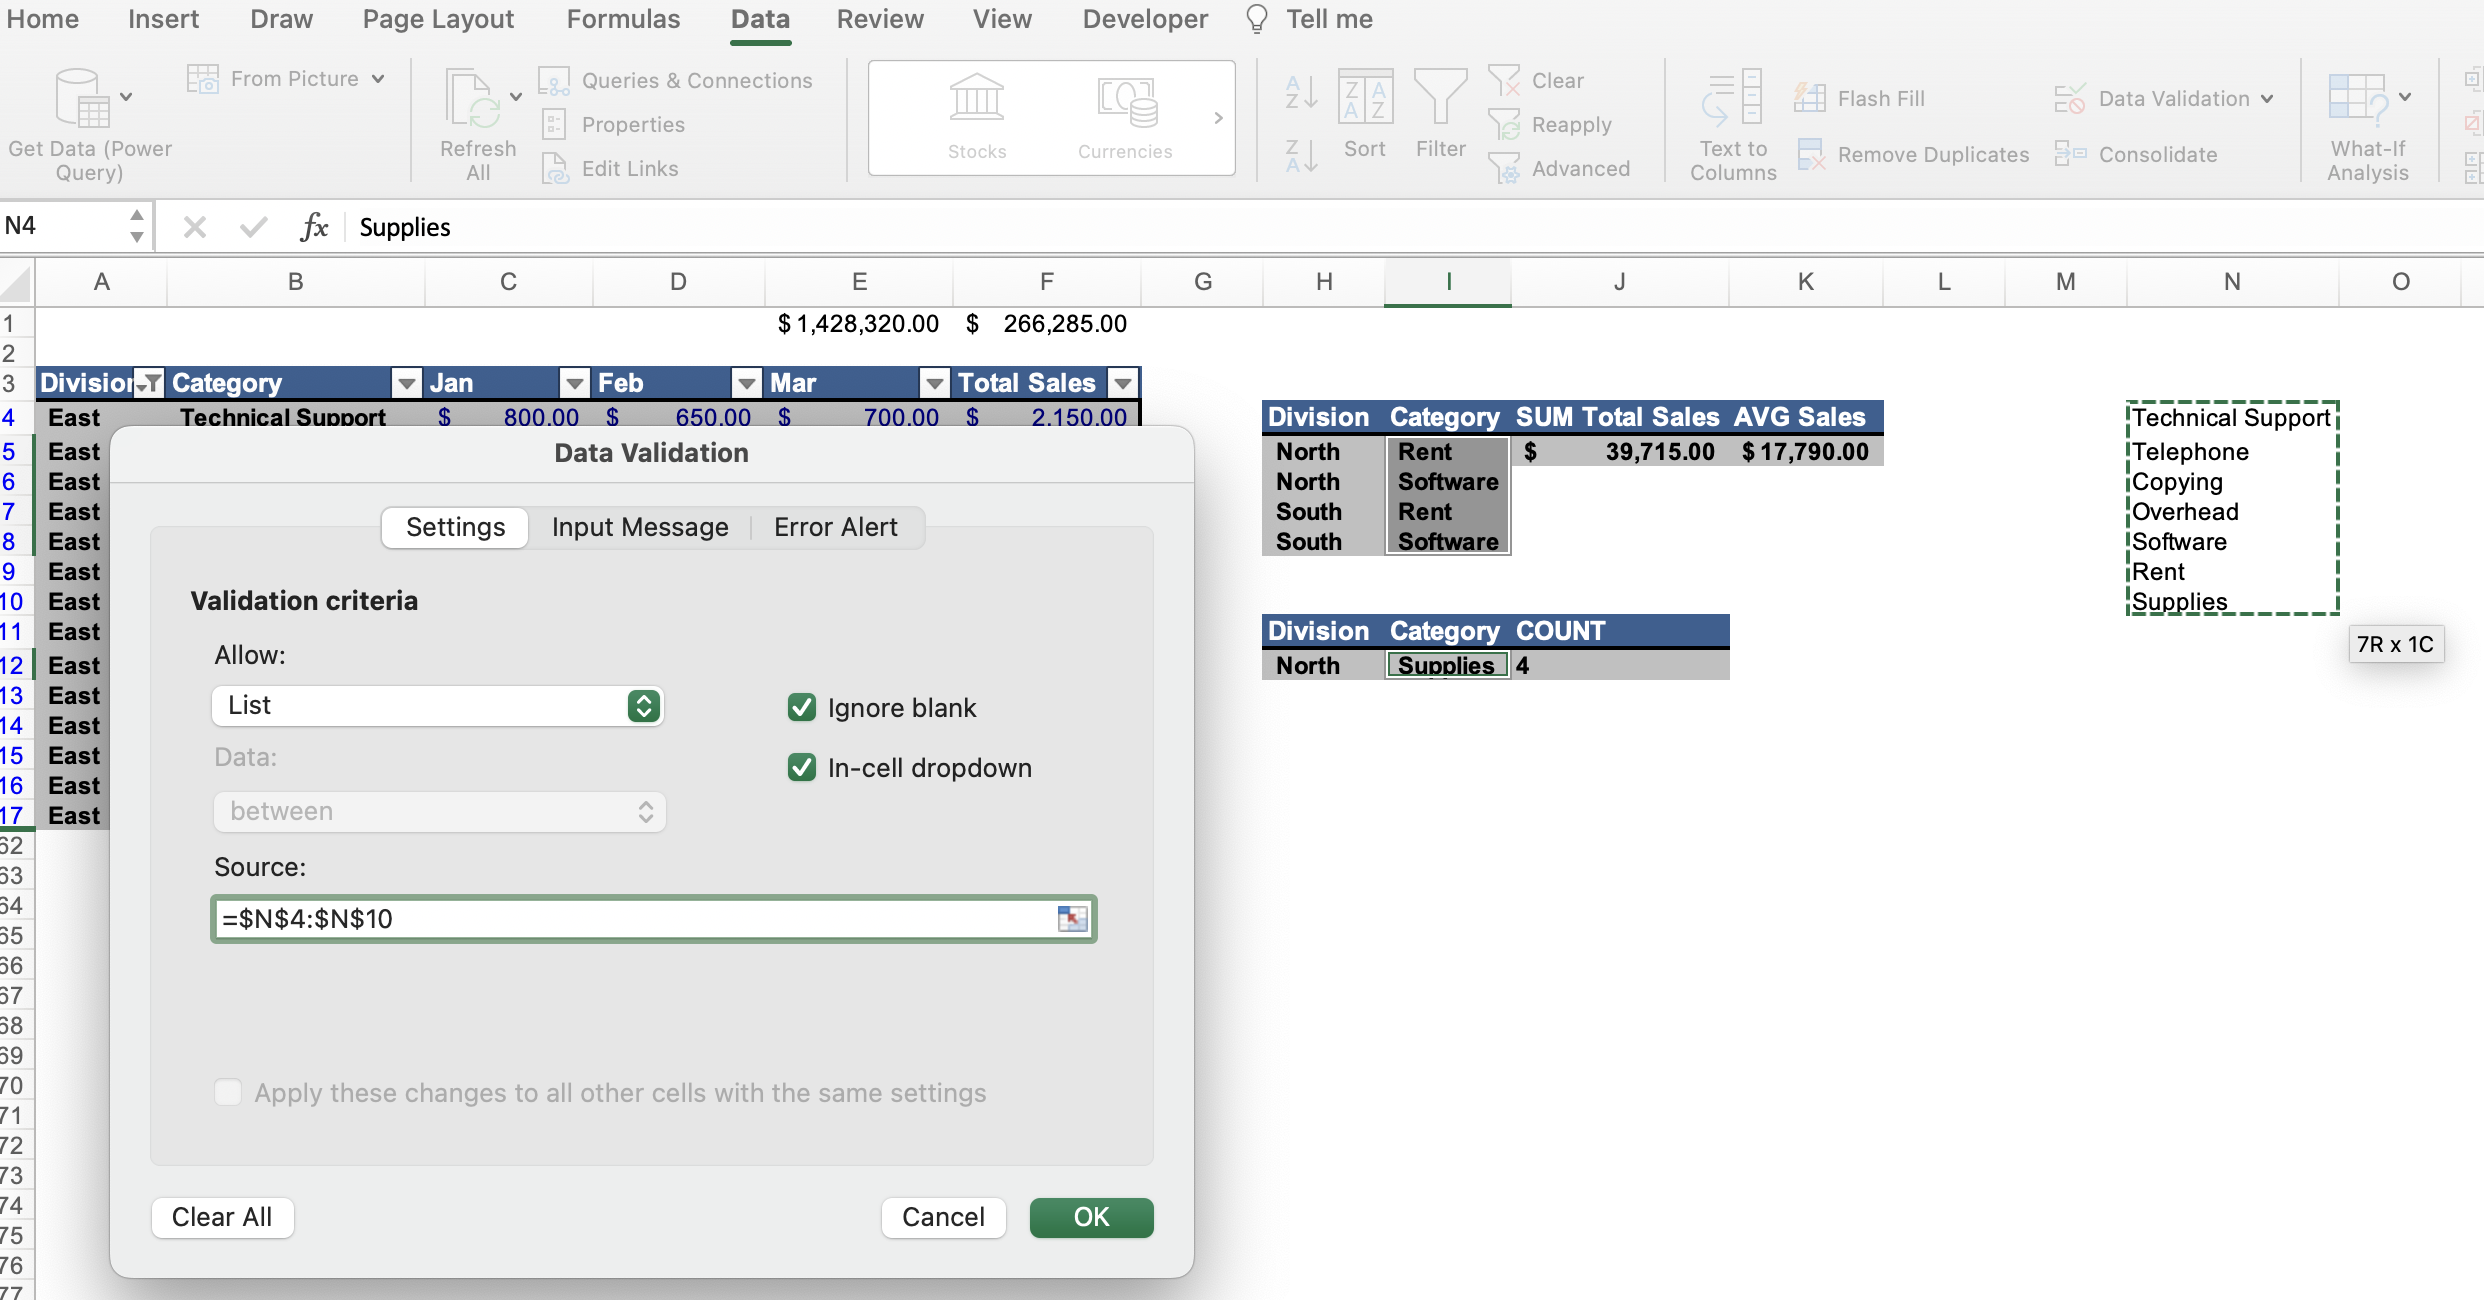 Home Insert Draw Page Layout Formulas Data Review View Developer Tell me
Get Data (Power Query)
From Picture
Refresh All
Queries & Connections
Properties
Edit Links
Stocks
Currencies
Sort
Filter
Clear
Reapply
Advanced
Text to Columns
Flash Fill
Remove Duplicates
Data Validation
Consolidate
What-If Analysis
N4 fx Supplies
A B C D E F G H I J K L M N O
1 $ 1,428,320.00 $ 266,285.00
2
3 Division Category Jan Feb Mar Total Sales
4 East Technical Support $ 800.00 $ 650.00 $ 700.00 $ 2,150.00 Division Category SUM Total Sales AVG Sales Technical Support
5 East North Rent $ 39,715.00 $ 17,790.00 Telephone
6 East North Software Copying
7 East South Rent Overhead
8 East South Software Software
9 East Rent
10 East Supplies
11 East Division Category COUNT
12 East North Supplies 4
13 East
14 East
15 East
16 East
17 East
62
63
64
65
66
67
68
69
70
71
72
73
74
75
76
77
7R x 1C
Data Validation
Settings Input Message Error Alert
Validation criteria
Allow:
List
Ignore blank
Data:
In-cell dropdown
between
Source:
=$N$4:$N$10
Apply these changes to all other cells with the same settings
Clear All Cancel OK